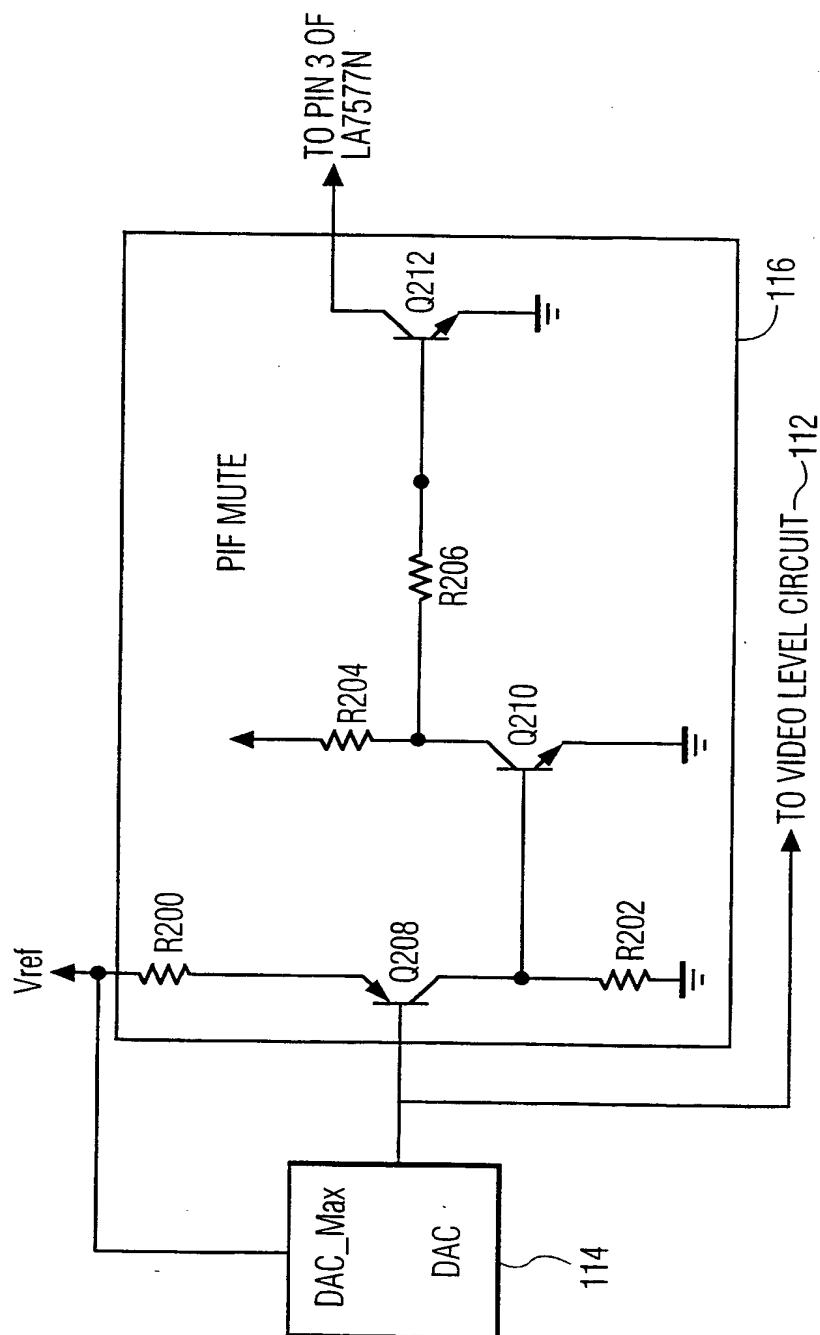 Vref
R200
Q208
R202
DAC_Max
DAC
114
R204
Q210
R206
PIF MUTE
Q212
TO PIN 3 OF
LA7577N
116
TO VIDEO LEVEL CIRCUIT 112